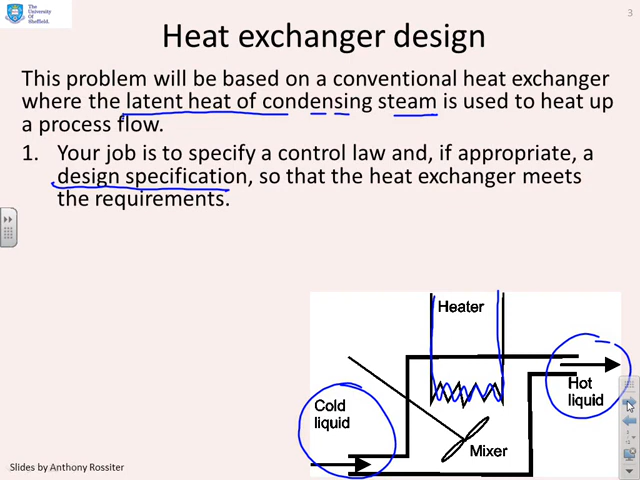 The
University
Of
Sheffield.
3
Heat exchanger design
This problem will be based on a conventional heat exchanger
where the latent heat of condensing steam is used to heat up
a process flow.
1. Your job is to specify a control law and, if appropriate, a
design specification, so that the heat exchanger meets
the requirements.
Heater
Cold
liquid
Hot
liquid
Mixer
Slides by Anthony Rossiter